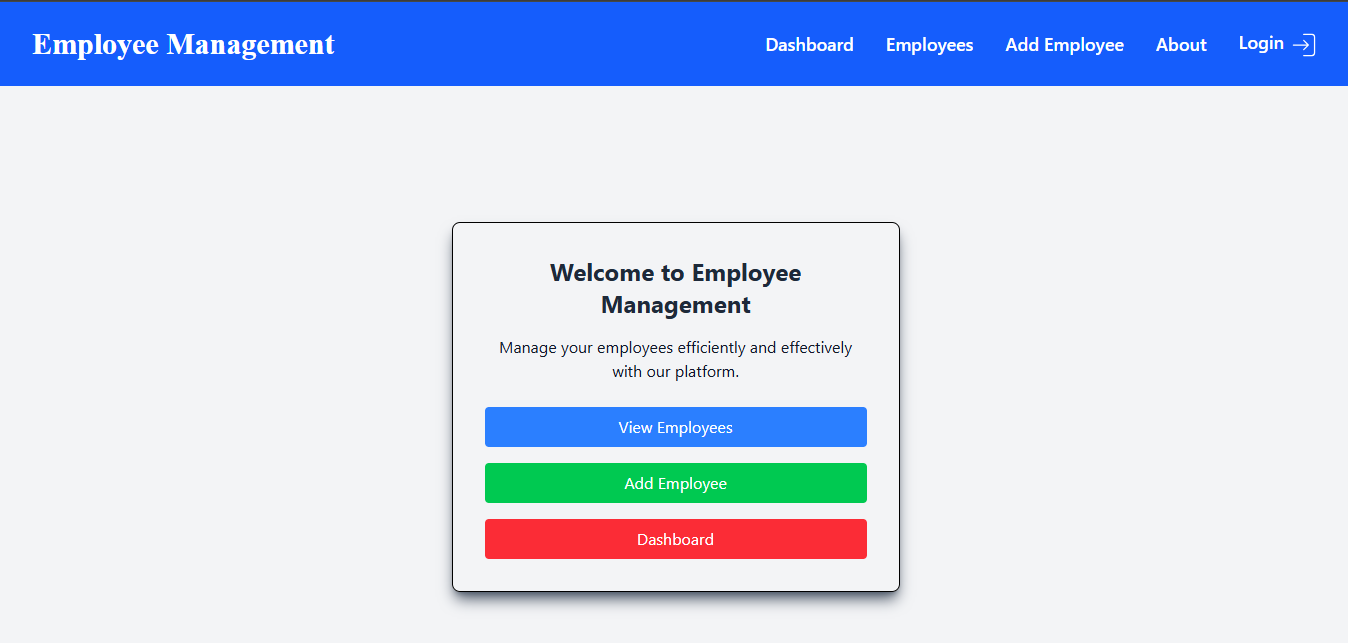 Employee Management
Dashboard
Employees
Add Employee
About
Login
Welcome to Employee
Management
Manage your employees efficiently and effectively
with our platform.
View Employees
Add Employee
Dashboard